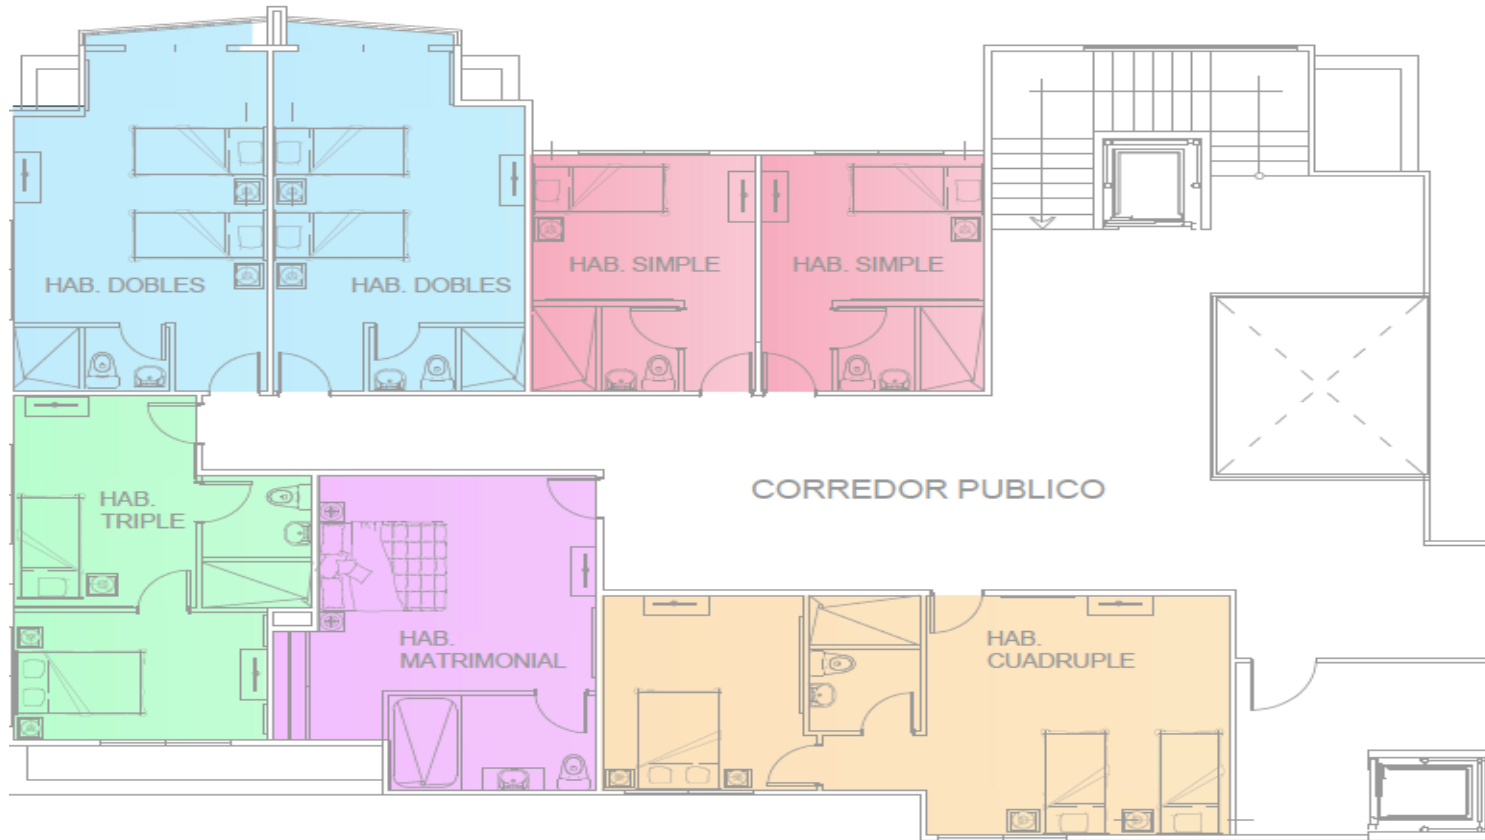 HAB. SIMPLE
HAB. SIMPLE
HAB. DOBLES
HAB. DOBLES
CORREDOR PUBLICO
HAB.
TRIPLE
HAB.
MATRIMONIAL
HAB.
CUADRUPLE